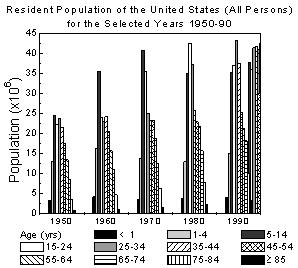 Resident Population of the United States (All Persons)
for the Selected Years 1950-90
Population (x10⁶)
45
40
35
30
25
20
15
10
5
0
1950 1960 1970 1980 1990
Age (yrs) < 1 1-4 5-14
15-24 25-34 35-44 45-54
55-64 65-74 75-84 ≥ 85